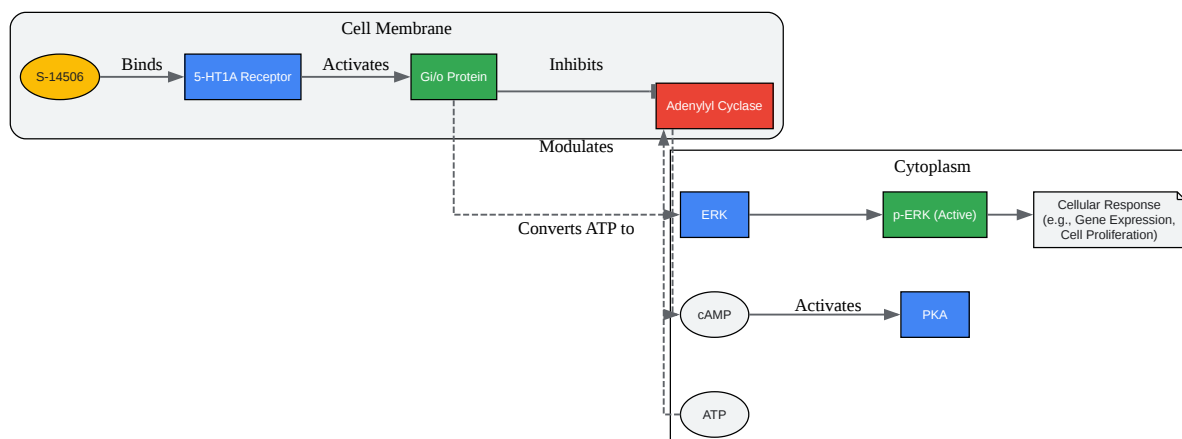 Cell Membrane
S-14506
Binds
5-HT1A Receptor
Activates
Gi/o Protein
Inhibits
Adenylyl Cyclase
Modulates
Cytoplasm
ERK
p-ERK (Active)
Cellular Response
(e.g., Gene Expression,
Cell Proliferation)
Converts ATP to
cAMP
Activates
PKA
ATP